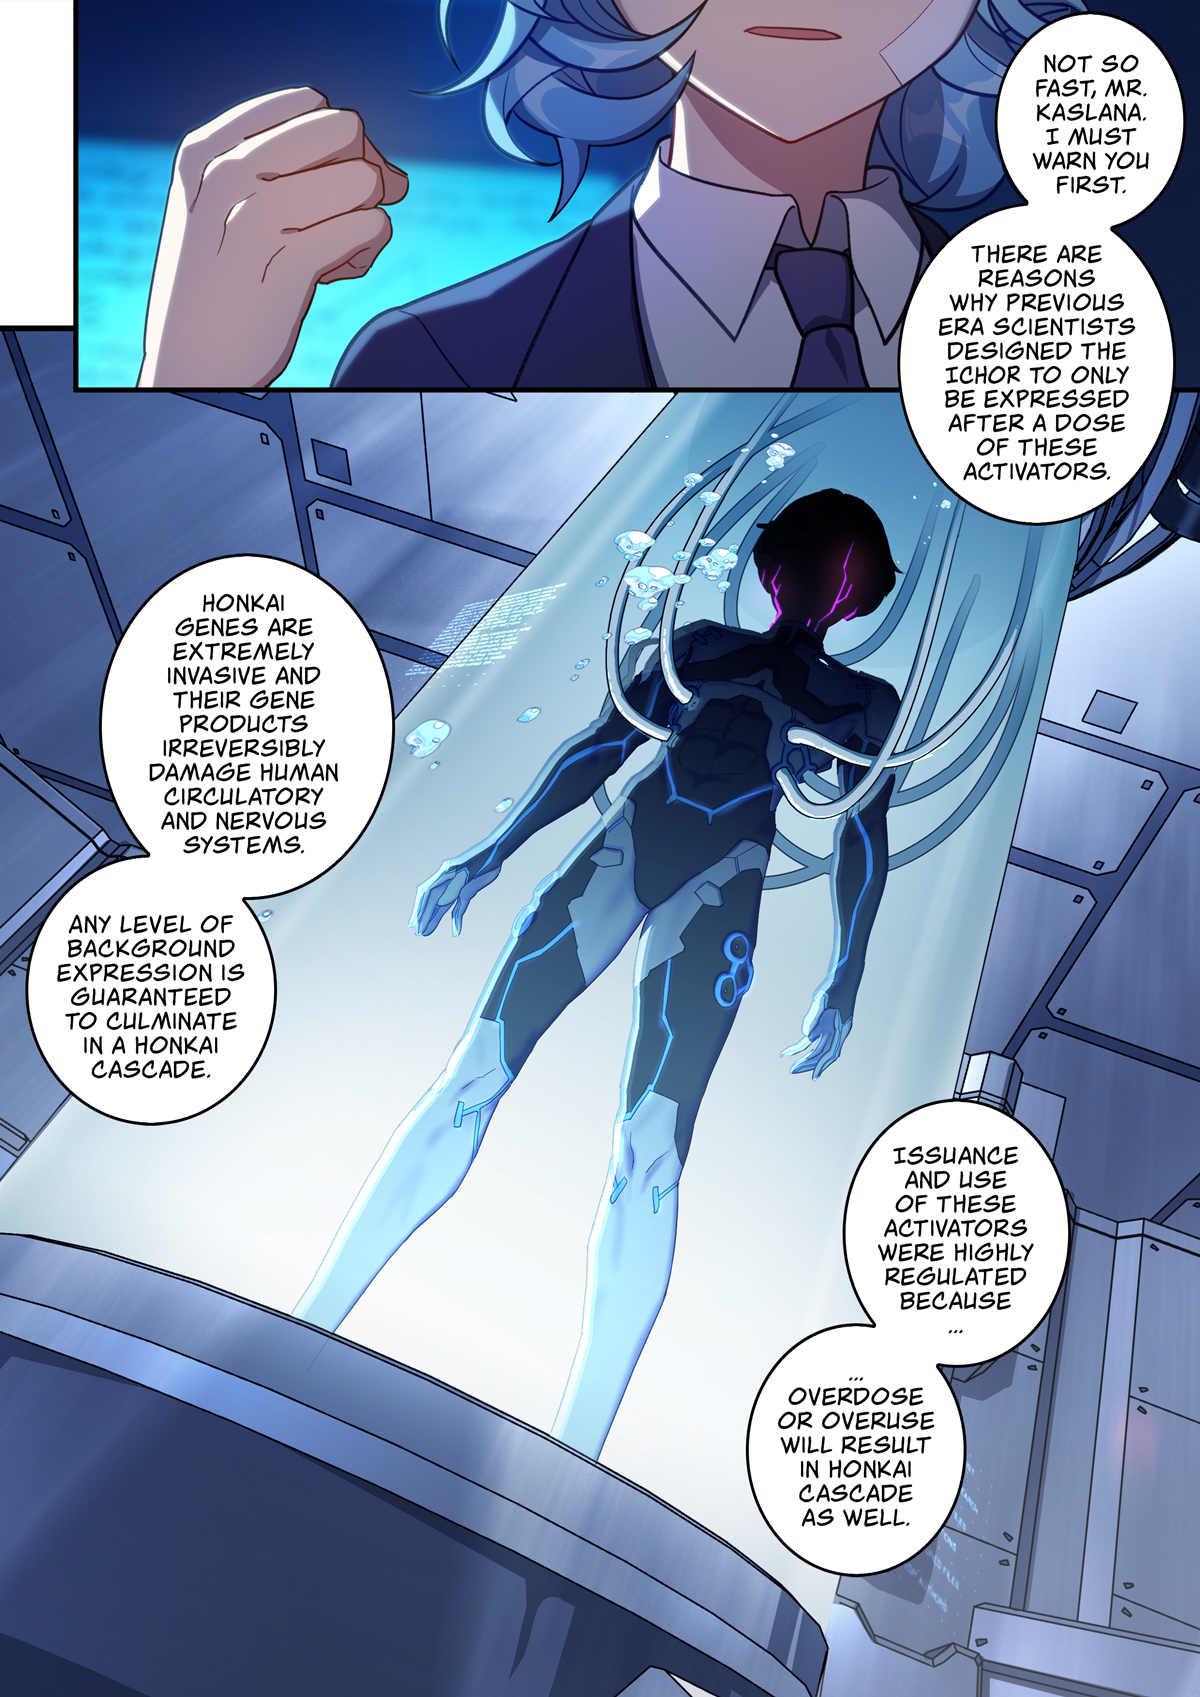 NOT SO
FAST, MR.
KASLANA.
I MUST
WARN YOU
FIRST.
THERE ARE
REASONS
WHY PREVIOUS
ERA SCIENTISTS
DESIGNED THE
ICHOR TO ONLY
BE EXPRESSED
AFTER A DOSE
OF THESE
ACTIVATORS.
HONKAI
GENES ARE
EXTREMELY
INVASIVE AND
THEIR GENE
PRODUCTS
IRREVERSIBLY
DAMAGE HUMAN
CIRCULATORY
AND NERVOUS
SYSTEMS.
ANY LEVEL OF
BACKGROUND
EXPRESSION IS
GUARANTEED
TO CULMINATE
IN A HONKAI
CASCADE.
ISSUANCE
AND USE
OF THESE
ACTIVATORS
WERE HIGHLY
REGULATED
BECAUSE
...
...
OVERDOSE
OR OVERUSE
WILL RESULT
IN HONKAI
CASCADE
AS WELL.